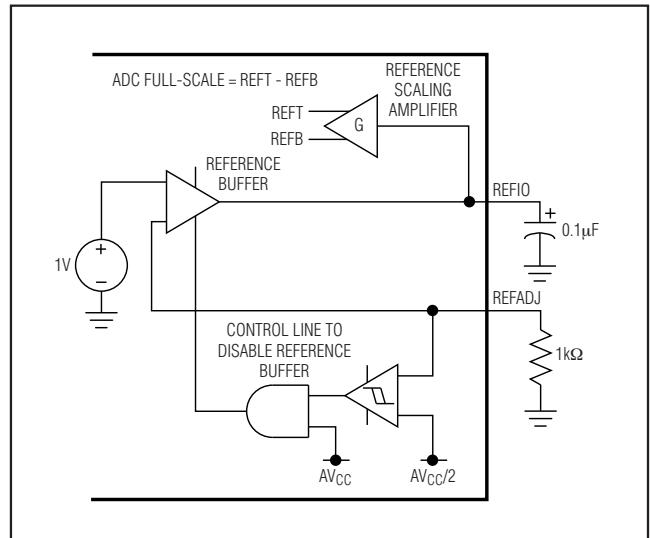 ADC FULL-SCALE = REFT - REFB
REFERENCE
SCALING
AMPLIFIER
REFT
REFB
G
REFERENCE
BUFFER
REFIO
+
0.1µF
1V
+
−
REFADJ
CONTROL LINE TO
DISABLE REFERENCE
BUFFER
1kΩ
AVCC
AVCC/2